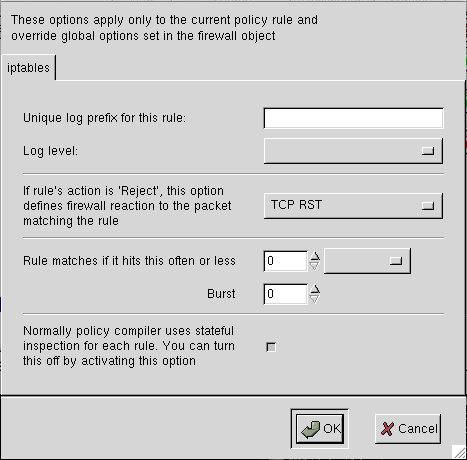 These options apply only to the current policy rule and
override global options set in the firewall object
iptables
Unique log prefix for this rule:
Log level:
If rule's action is 'Reject', this option
defines firewall reaction to the packet
matching the rule
TCP RST
Rule matches if it hits this often or less
0
Burst
0
Normally policy compiler uses stateful
inspection for each rule. You can turn
this off by activating this option
OK
Cancel